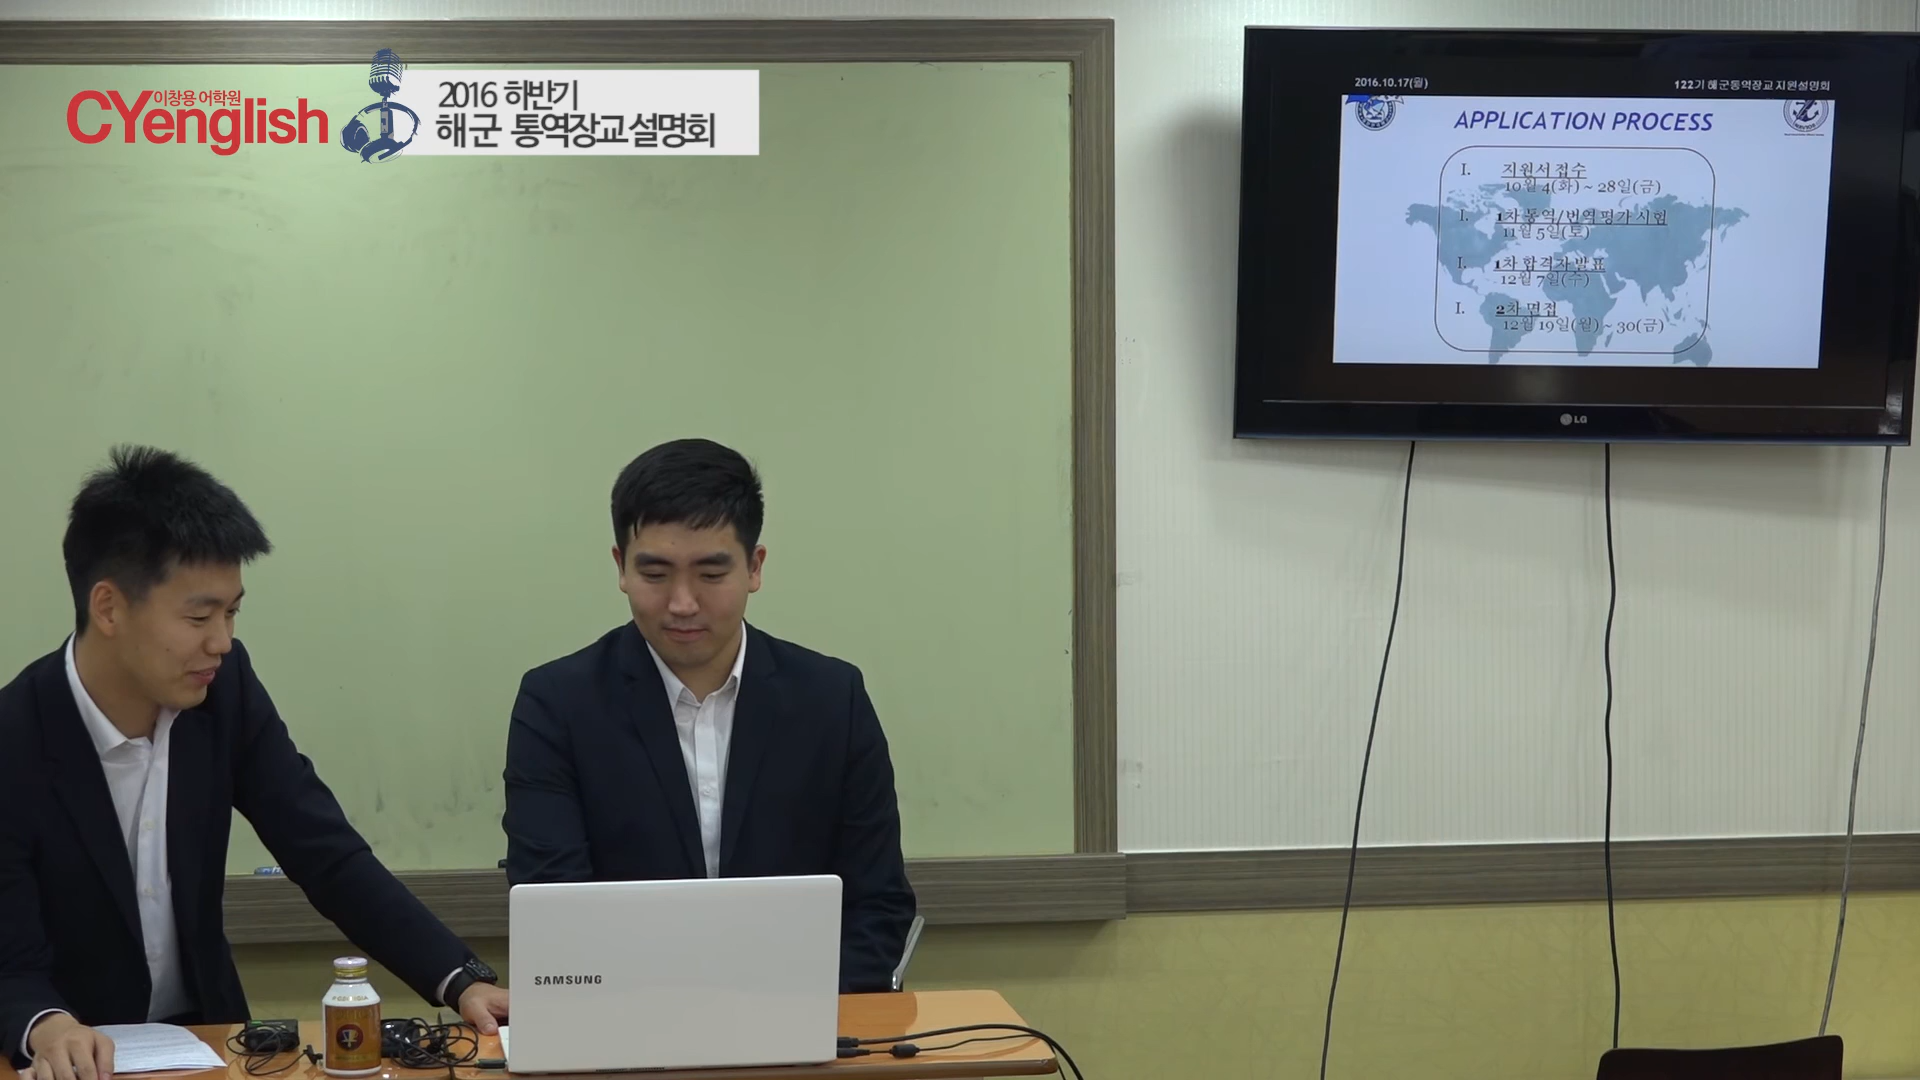 이창용 어학원
CYenglish
2016 하반기
해군 통역장교설명회
2016.10.17(월)
122기 해군통역장교 지원설명회
APPLICATION PROCESS
I. 지원서 접수
10월 4(화) ~ 28일(금)
I. 1차 통역/번역 평가 시험
11월 5일(토)
I. 1차 합격자 발표
12월 7일(수)
I. 2차 면접
12월 19일(월) ~ 30(금)
LG
SAMSUNG